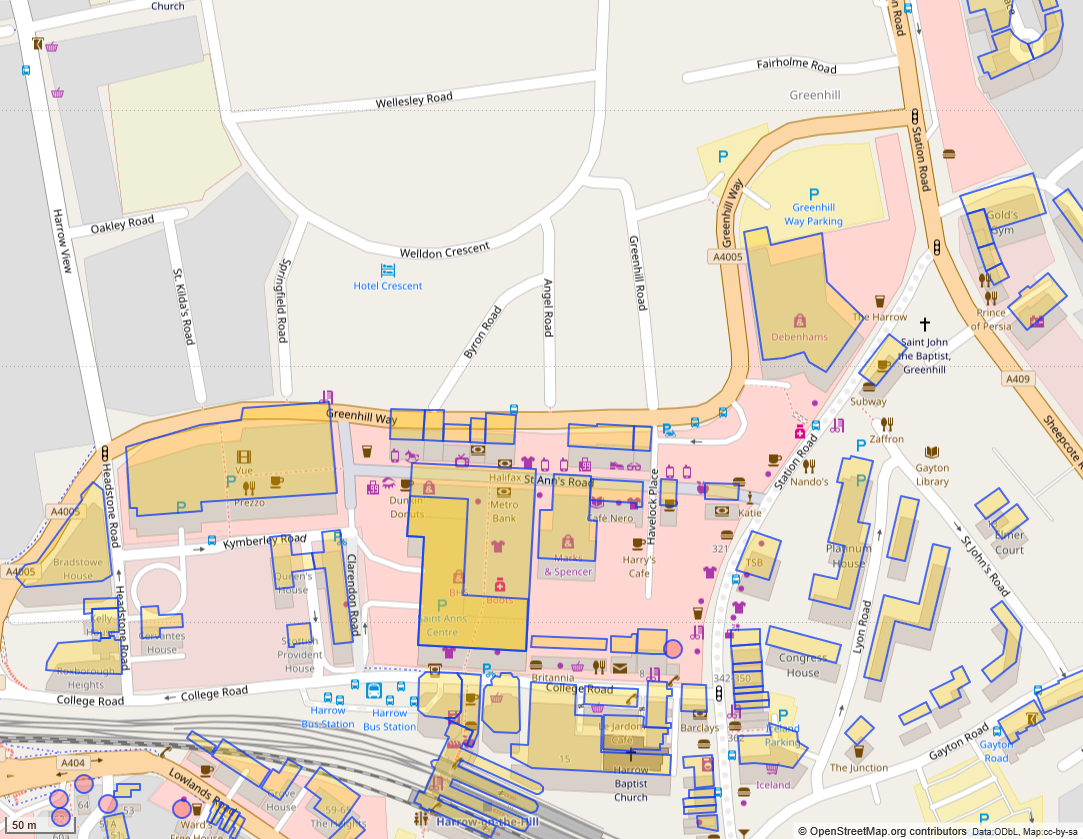 Church
Station Road
Fairholme Road
Greenhill
Wellesley Road
P
P
Greenhill
Way Parking
Station Road
Greenhill Way
Harrow View
Oakley Road
Gold's
Gym
St. Kilda's Road
Springfield Road
Welldon Crescent
Greenhill Road
A4005
Hotel Crescent
Angel Road
Byron Road
The Harrow
Prince
of Persia
Debenhams
Saint John
the Baptist,
Greenhill
A409
Subway
Greenhill Way
Zaffron
Sheepcote
Station Road
P
Vue
Prezzo
P
P
Halifax
St Ann's Road
Nando's
Gayton
Library
Headstone Road
A4005
Dunkin'
Donuts
Metro
Bank
Café Nero
Havelock Place
Katie
Kymberley Road
P
Marks
& Spencer
Harry's
Cafe
321
TSB
Platinum
House
Elmer
Court
St John's Road
Bradstowe
House
A4005
Queen's
House
Clarendon Road
BHS
Boots
P
Saint Anns
Centre
Headstone Road
Kelly
Cervantes
House
Scottish
Provident
House
Lyon Road
Roxborough
Heights
Congress
House
Britannia
College Road
College Road
College Road
342-350
Harrow
Bus Station
Harrow
Bus Station
Le Jardon
Café
Barclays
P
Iceland
Parking
Gayton
Road
Gayton Road
The Junction
A404
Lowlands Road
15
Harrow
Baptist
Church
Iceland
Grove
House
59-65
The Heights
64
53
60a
51A
51
Ward's
Free House
Harrow-on-the-Hill
P
50 m
© OpenStreetMap.org contributors Data:ODbL, Map:cc-by-sa